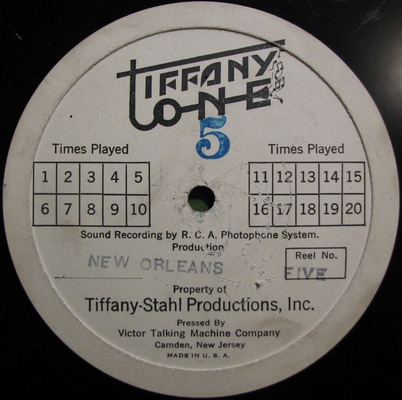 TIFFANY
TONE
5
Times Played
1 2 3 4 5
6 7 8 9 10
Times Played
11 12 13 14 15
16 17 18 19 20
Sound Recording by R. C. A. Photophone System.
Production
Reel No.
NEW ORLEANS
FIVE
Property of
Tiffany-Stahl Productions, Inc.
Pressed By
Victor Talking Machine Company
Camden, New Jersey
MADE IN U. S. A.